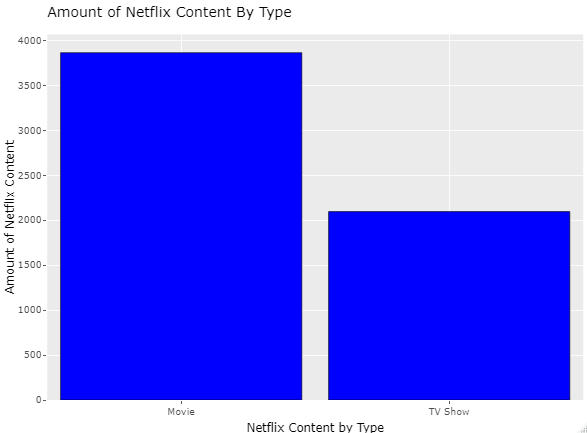 Amount of Netflix Content By Type
Amount of Netflix Content
4000
3500
3000
2500
2000
1500
1000
500
0
Movie
TV Show
Netflix Content by Type